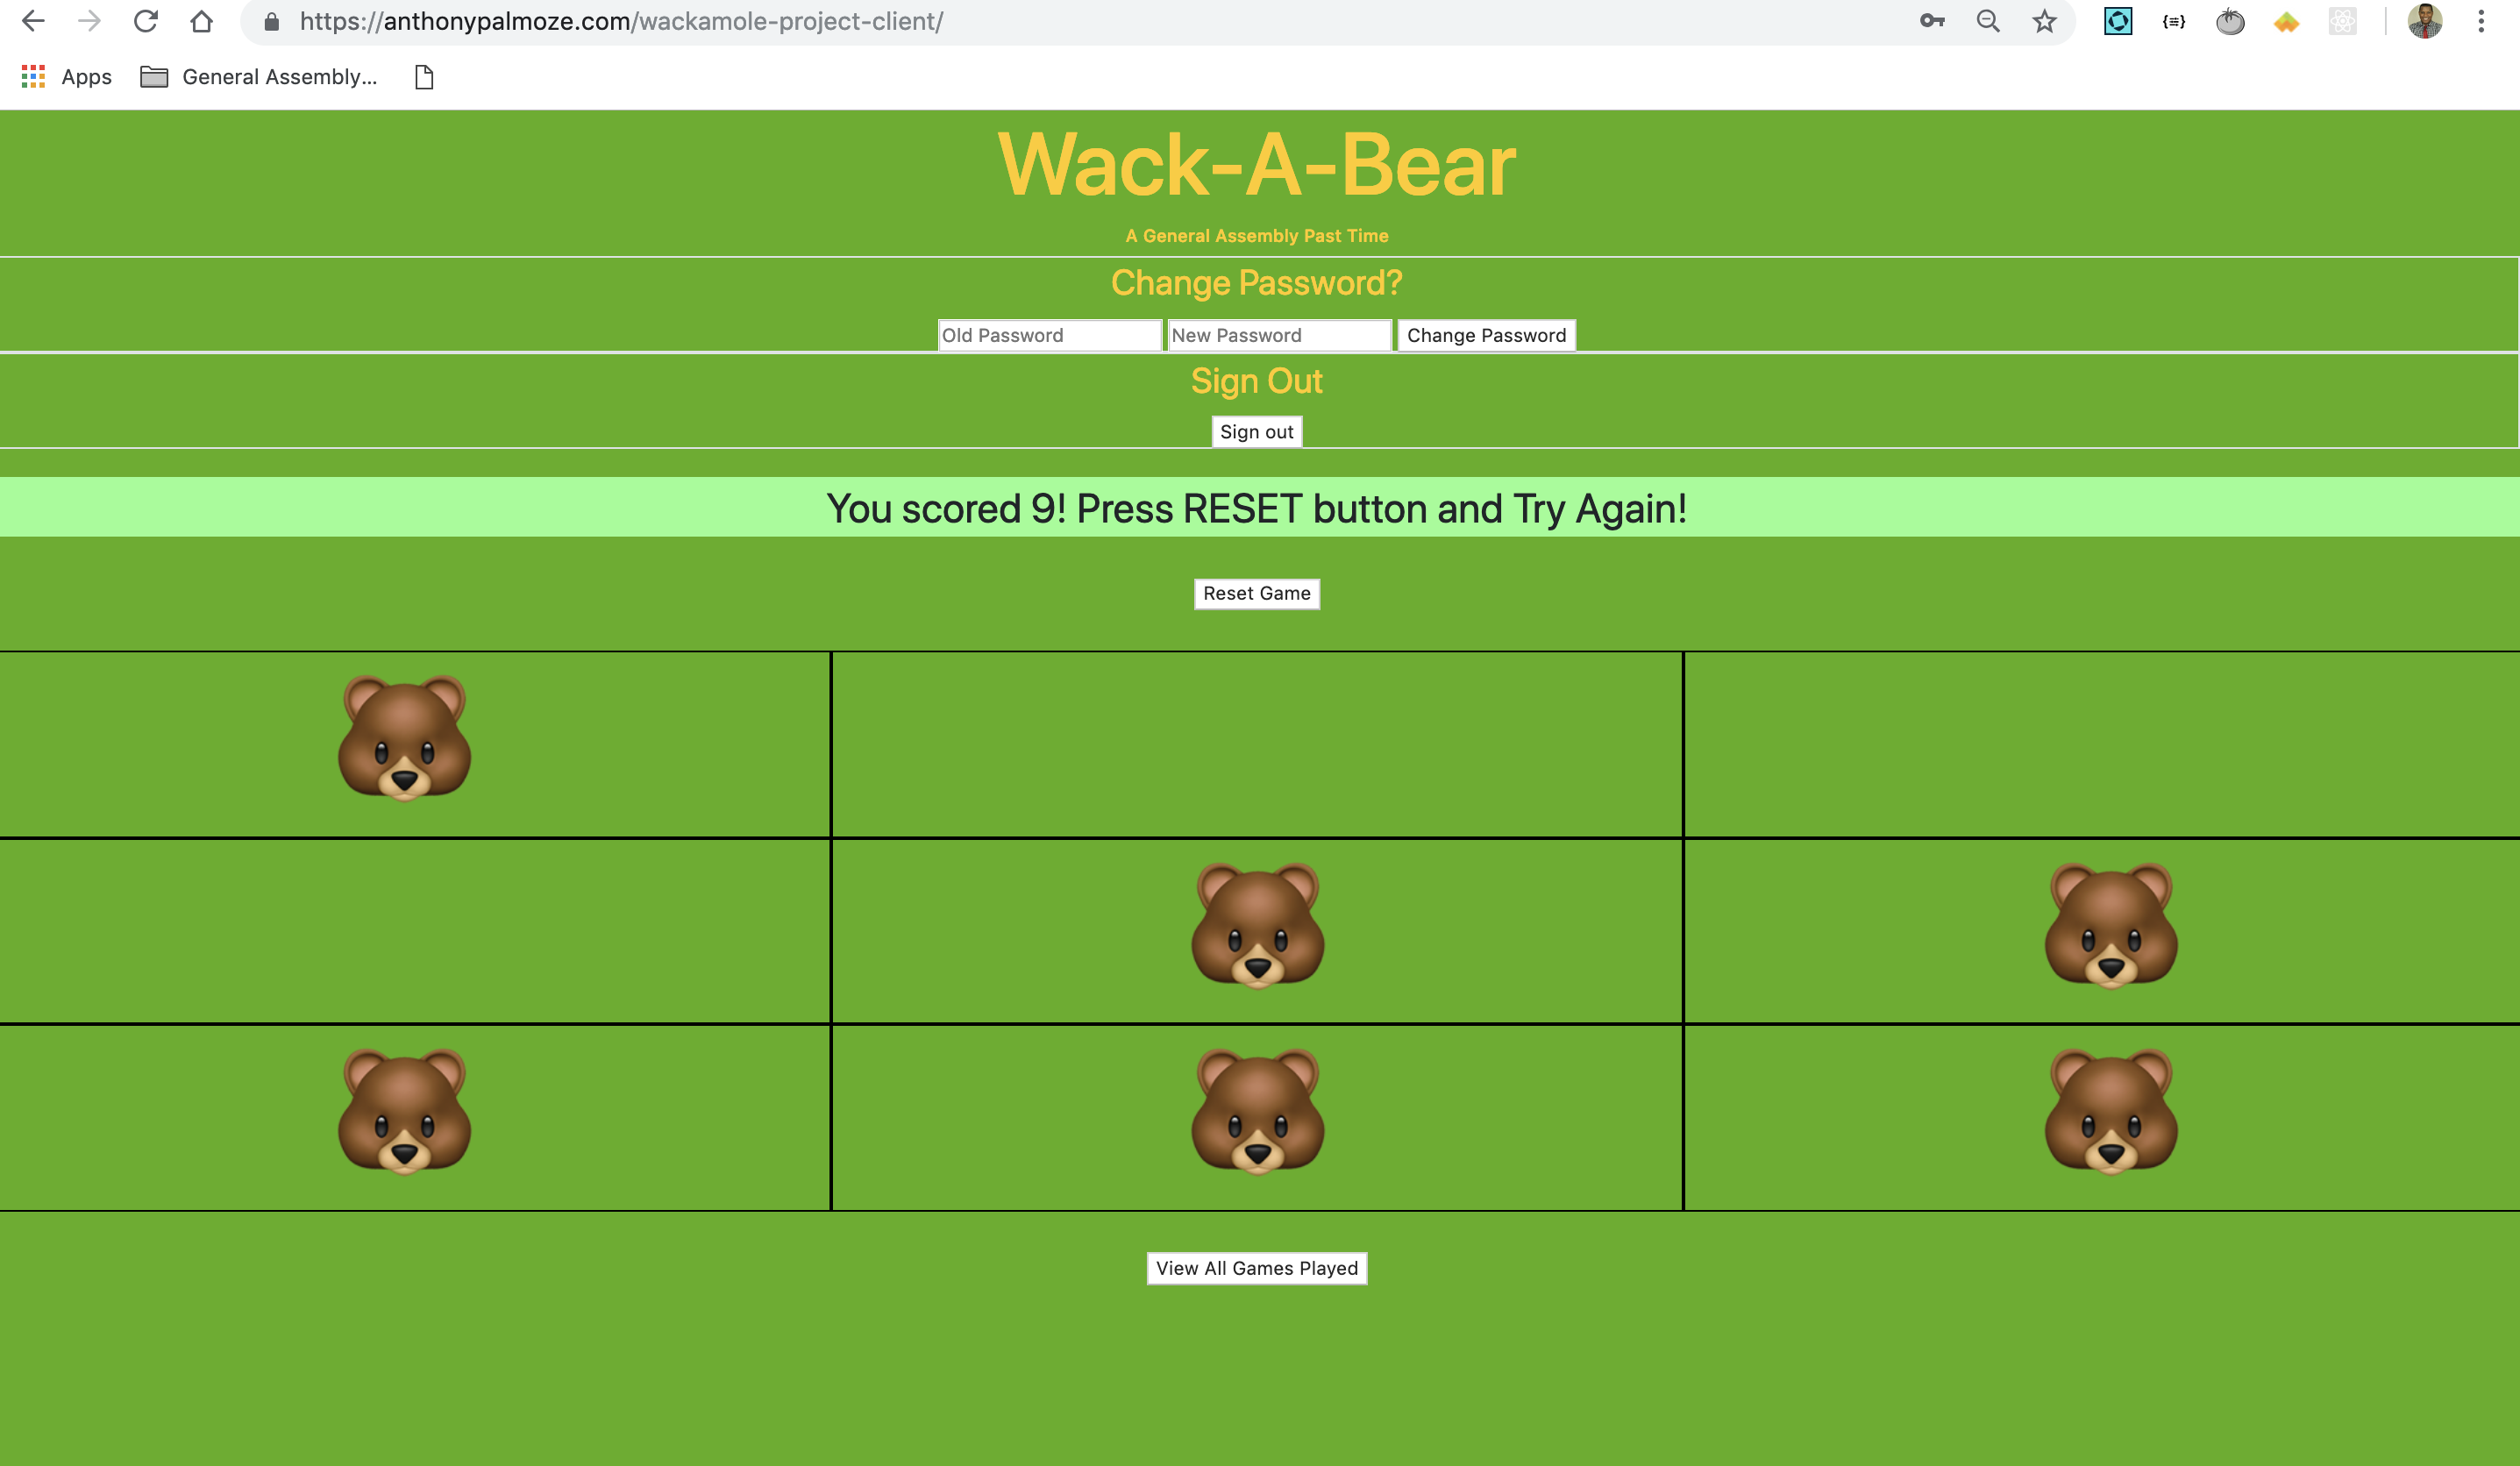 https://anthonypalmoze.com/wackamole-project-client/
{≡}
Apps General Assembly...
Wack-A-Bear
A General Assembly Past Time
Change Password?
Old Password New Password Change Password
Sign Out
Sign out
You scored 9! Press RESET button and Try Again!
Reset Game
View All Games Played